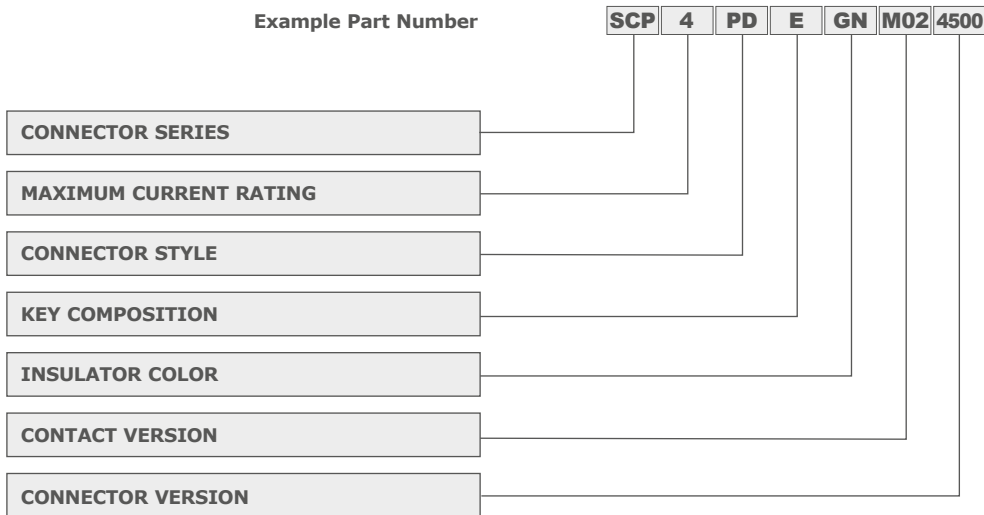 Example Part Number SCP 4 PD E GN M02 4500
CONNECTOR SERIES
MAXIMUM CURRENT RATING
CONNECTOR STYLE
KEY COMPOSITION
INSULATOR COLOR
CONTACT VERSION
CONNECTOR VERSION